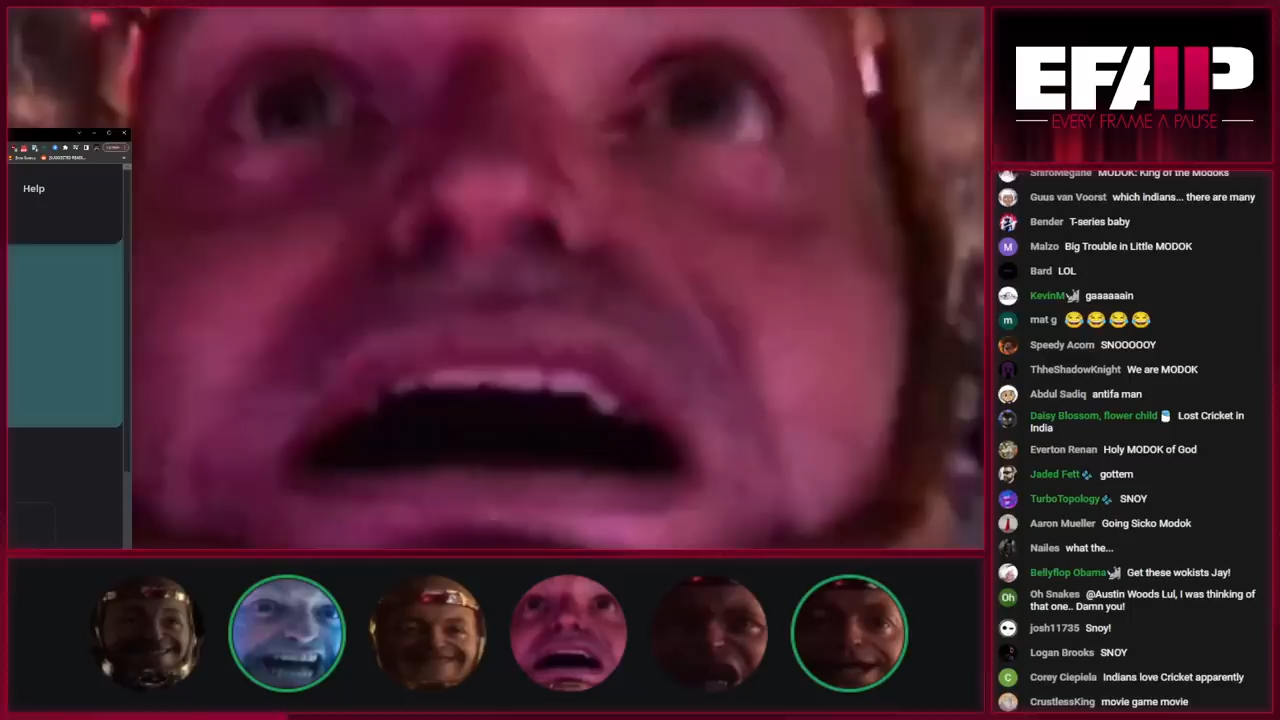 Help
EFAP
EVERY FRAME A PAUSE
ShiroMegane MODOK: King of the Modoks
Guus van Voorst which indians... there are many
Bender T-series baby
M Malzo Big Trouble in Little MODOK
Bard LOL
KevinM gaaaaain
m mat g 😂😂😂😂
Speedy Acorn SNOOOOOY
ThheShadowKnight We are MODOK
Abdul Sadiq antifa man
Daisy Blossom, flower child Lost Cricket in
India
Everton Renan Holy MODOK of God
Jaded Fett gottem
TurboTopology SNOY
Aaron Mueller Going Sicko Modok
Nailes what the...
Bellyflop Obama Get these wokists Jay!
Oh Oh Snakes @Austin Woods Lul, I was thinking of
that one.. Damn you!
josh11735 Snoy!
Logan Brooks SNOY
C Corey Ciepiela Indians love Cricket apparently
CrustlessKing movie game movie